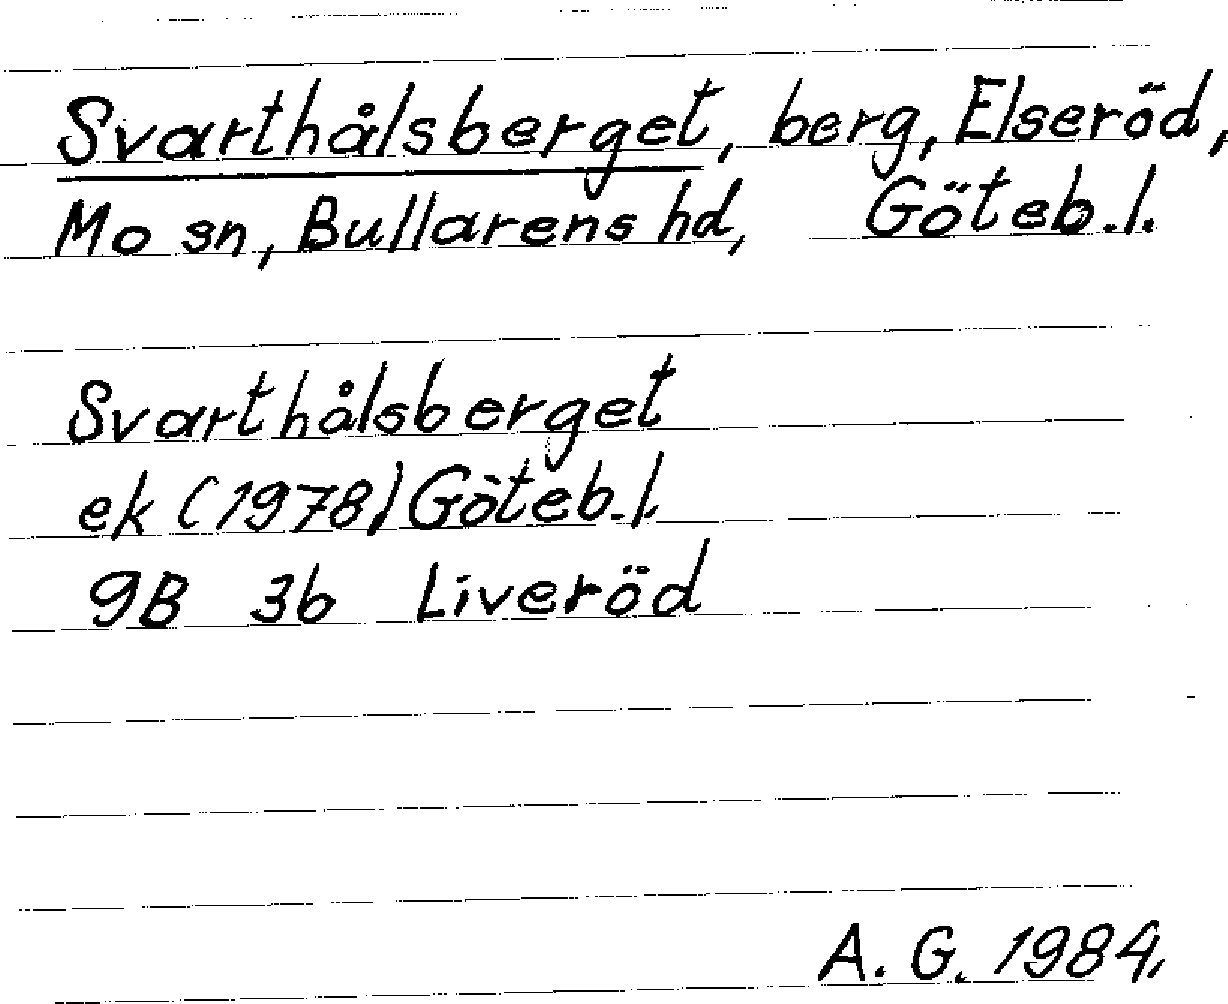 Svarthålsberget, berg, Elseröd,
Mo sn, Bullarens hd, Göteb. l.
Svarthålsberget
ek (1978) Göteb. l.
9B 3b Liveröd
A. G. 1984.